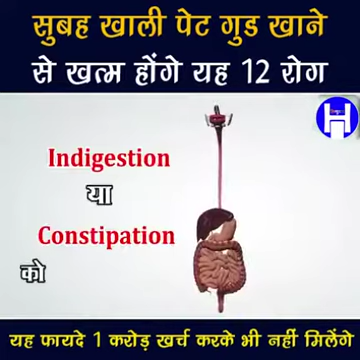 सुबह खाली पेट गुड खाने
से खत्म होंगे यह 12 रोग
H
Indigestion
या
Constipation
को
यह फायदे 1 करोड़ खर्च करके भी नहीं मिलेंगे